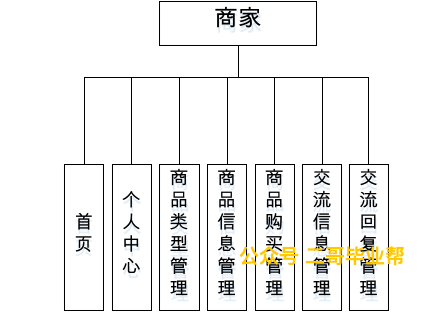 商家
首页
个人中心
商品类型管理
商品信息管理
商品购买管理
交流信息管理
交流回复管理
公众号 二哥毕业帮